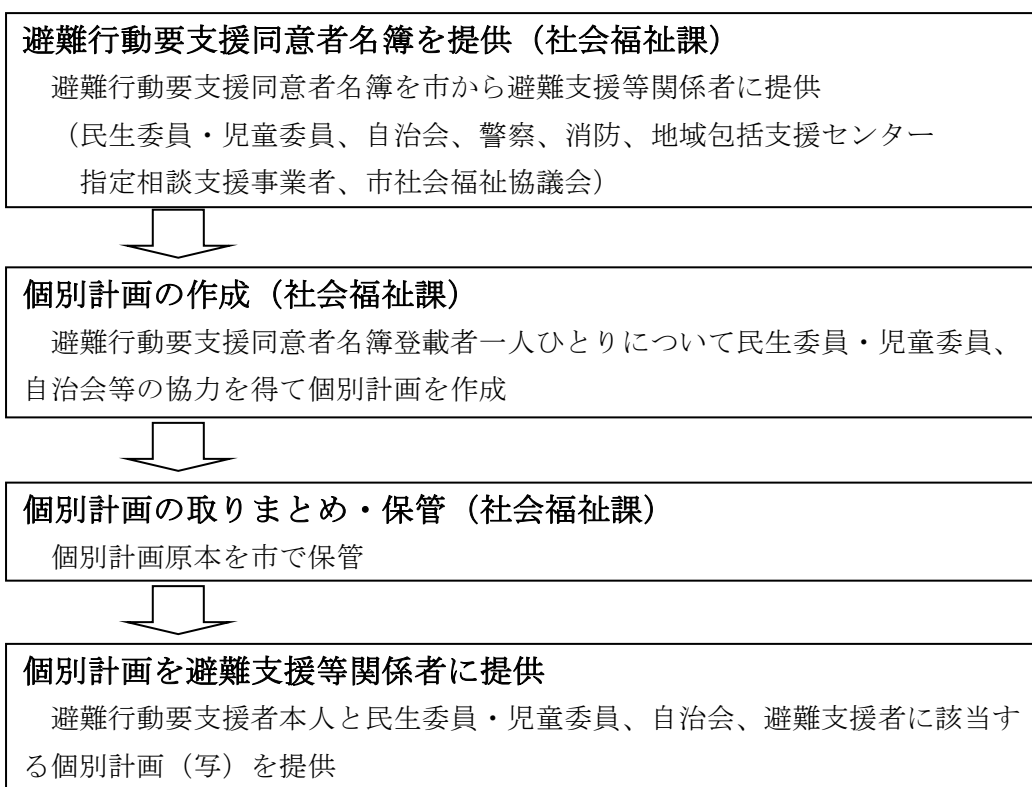 避難行動要支援同意者名簿を提供（社会福祉課）
避難行動要支援同意者名簿を市から避難支援等関係者に提供
（民生委員・児童委員、自治会、警察、消防、地域包括支援センター
指定相談支援事業者、市社会福祉協議会）
個別計画の作成（社会福祉課）
避難行動要支援同意者名簿登載者一人ひとりについて民生委員・児童委員、
自治会等の協力を得て個別計画を作成
個別計画の取りまとめ・保管（社会福祉課）
個別計画原本を市で保管
個別計画を避難支援等関係者に提供
避難行動要支援者本人と民生委員・児童委員、自治会、避難支援者に該当す
る個別計画（写）を提供